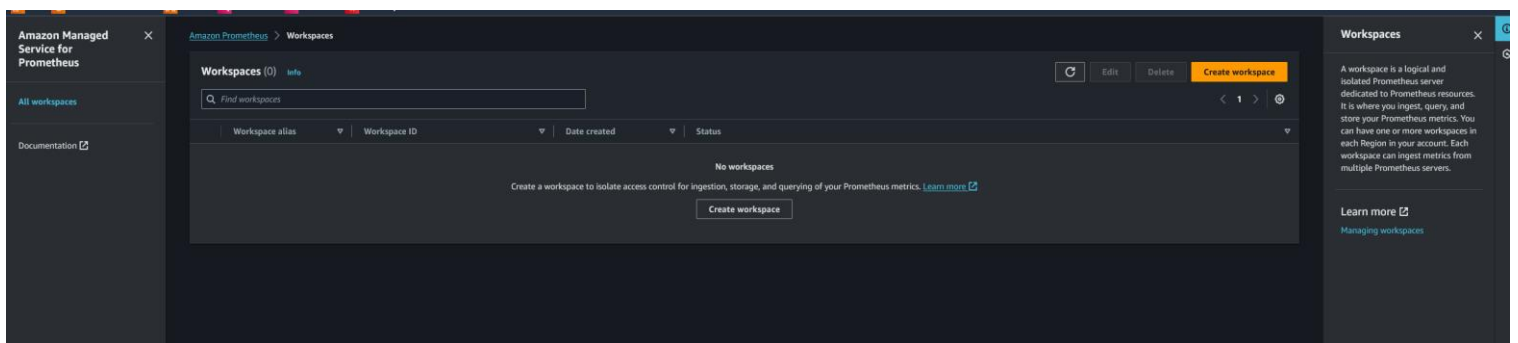 Amazon Managed
Service for
Prometheus
All workspaces
Documentation
Amazon Prometheus > Workspaces
Workspaces (0) Info
Edit
Delete
Create workspace
Find workspaces
< 1 >
Workspace alias
Workspace ID
Date created
Status
No workspaces
Create a workspace to isolate access control for ingestion, storage, and querying of your Prometheus metrics. Learn more
Create workspace
Workspaces
A workspace is a logical and
isolated Prometheus server
dedicated to Prometheus resources.
It is where you ingest, query, and
store your Prometheus metrics. You
can have one or more workspaces in
each Region in your account. Each
workspace can ingest metrics from
multiple Prometheus servers.
Learn more
Managing workspaces